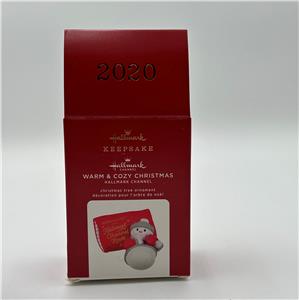 2020
Hallmark
KEEPSAKE
Hallmark
CHANNEL
WARM & COZY CHRISTMAS
HALLMARK CHANNEL
christmas tree ornament
décoration pour l'arbre de noël